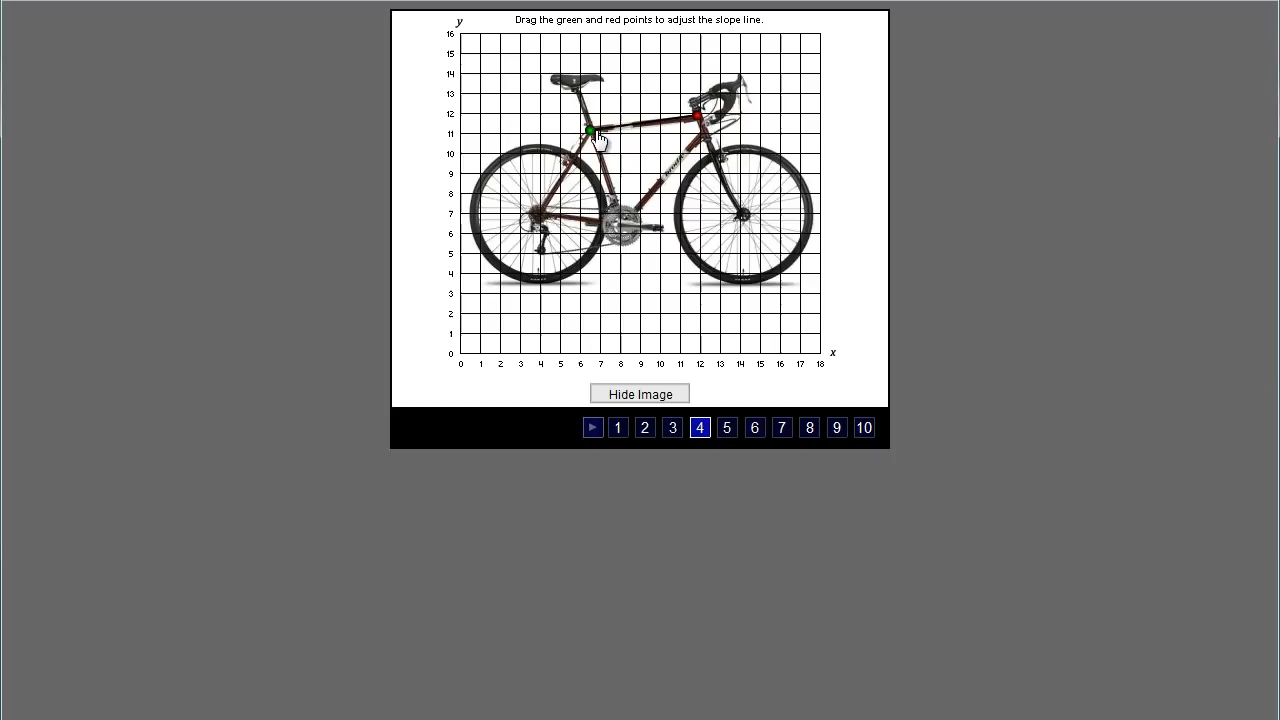 y
Drag the green and red points to adjust the slope line.
16
15
14
13
12
11
10
9
8
7
6
5
4
3
2
1
0
0 1 2 3 4 5 6 7 8 9 10 11 12 13 14 15 16 17 18
x
Hide Image
1 2 3 4 5 6 7 8 9 10